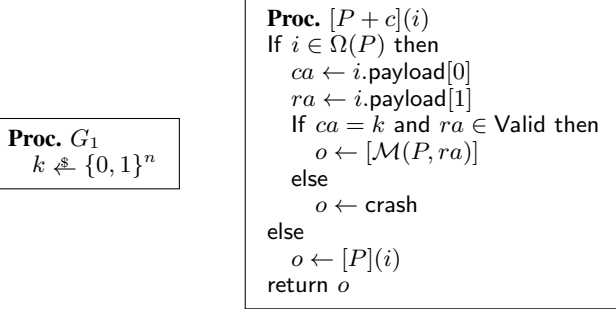 Proc. G₁
k ←$ {0, 1}ⁿ
Proc. [P + c](i)
If i ∈ Ω(P) then
ca ← i.payload[0]
ra ← i.payload[1]
If ca = k and ra ∈ Valid then
o ← [ℳ(P, ra)]
else
o ← crash
else
o ← [P](i)
return o